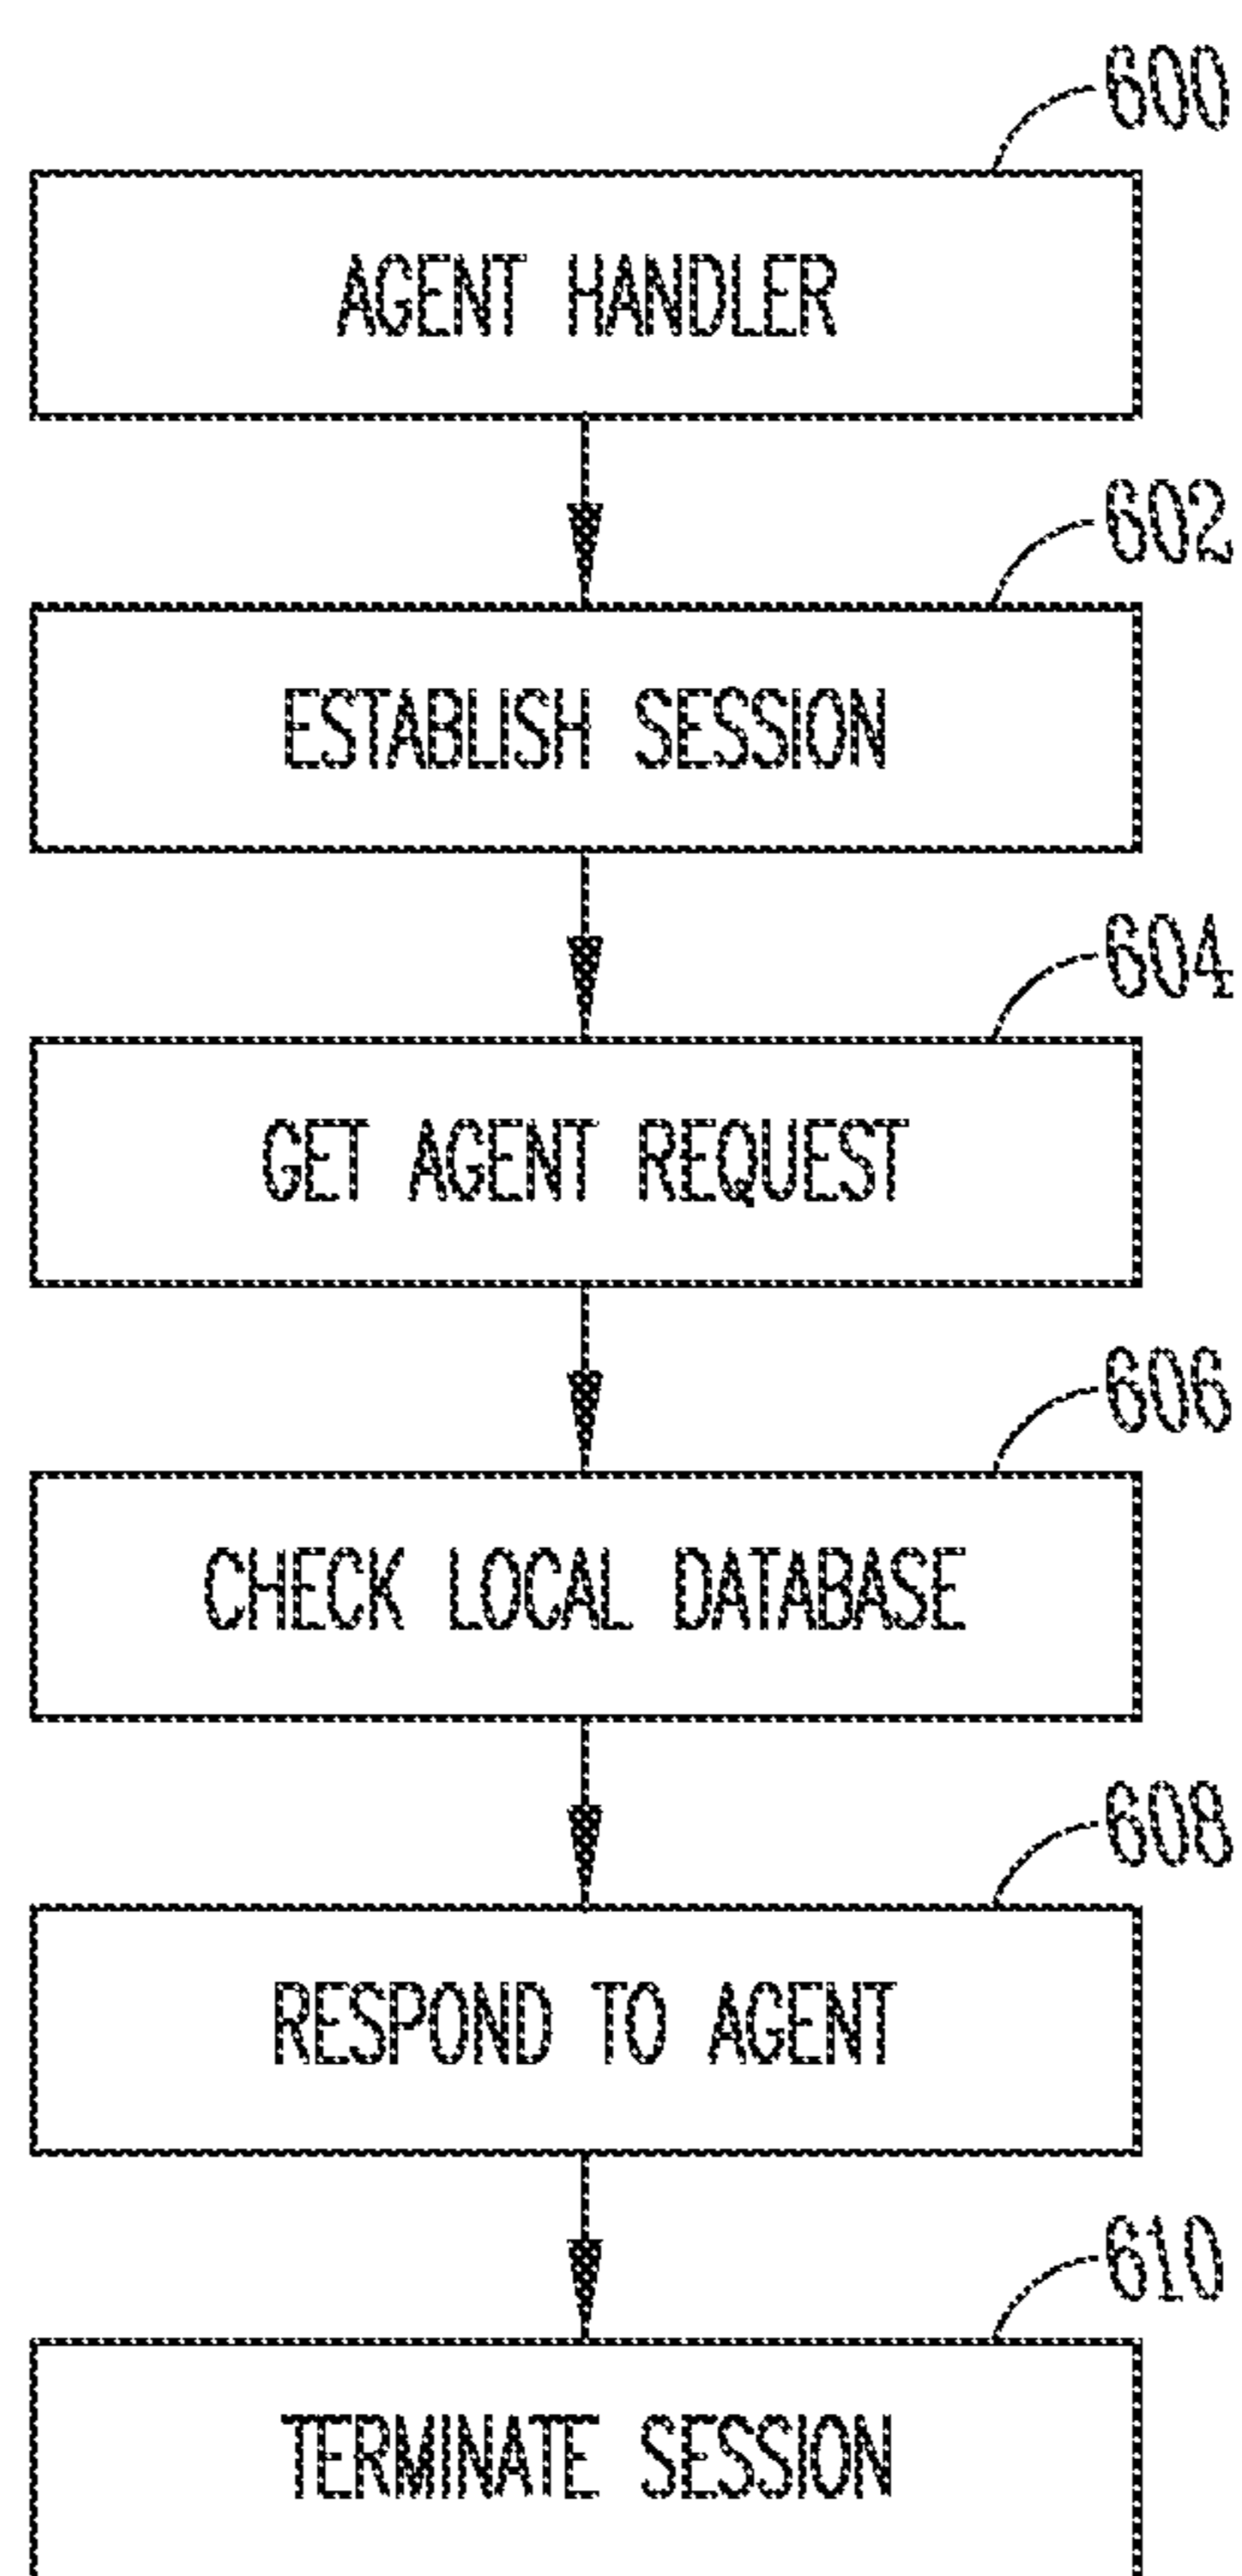 600
AGENT HANDLER
602
ESTABLISH SESSION
604
GET AGENT REQUEST
606
CHECK LOCAL DATABASE
608
RESPOND TO AGENT
610
TERMINATE SESSION